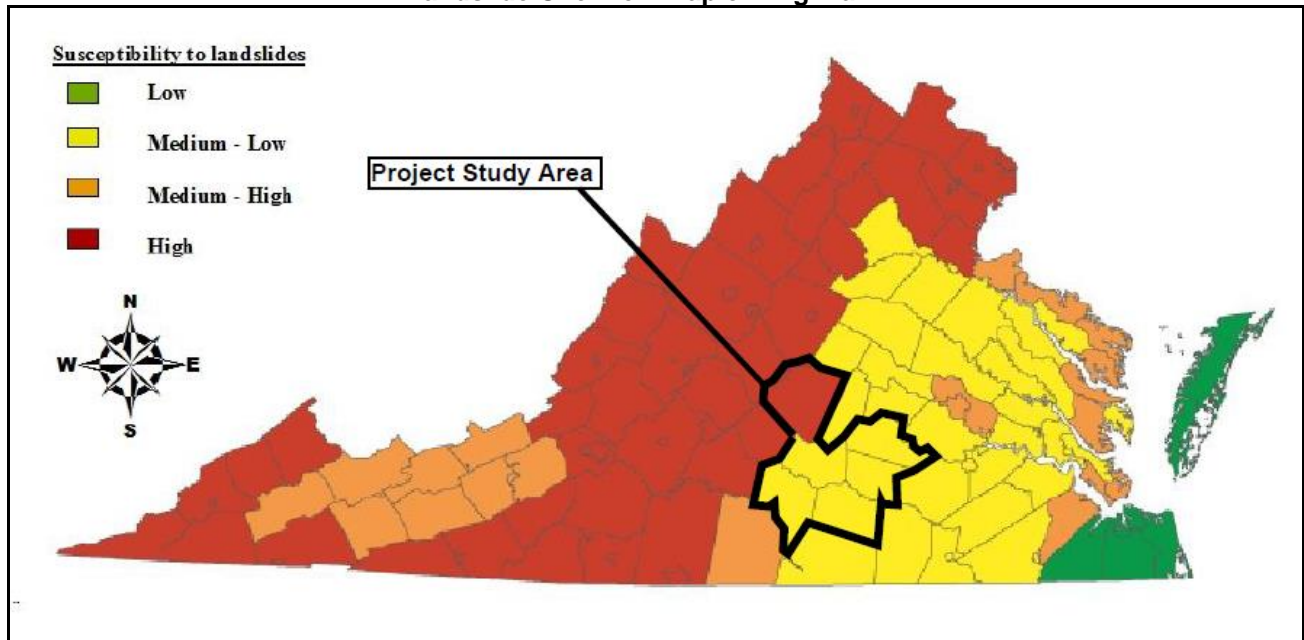 Susceptibility to landslides
Low
Medium - Low
Medium - High
High
Project Study Area
N
W
E
S